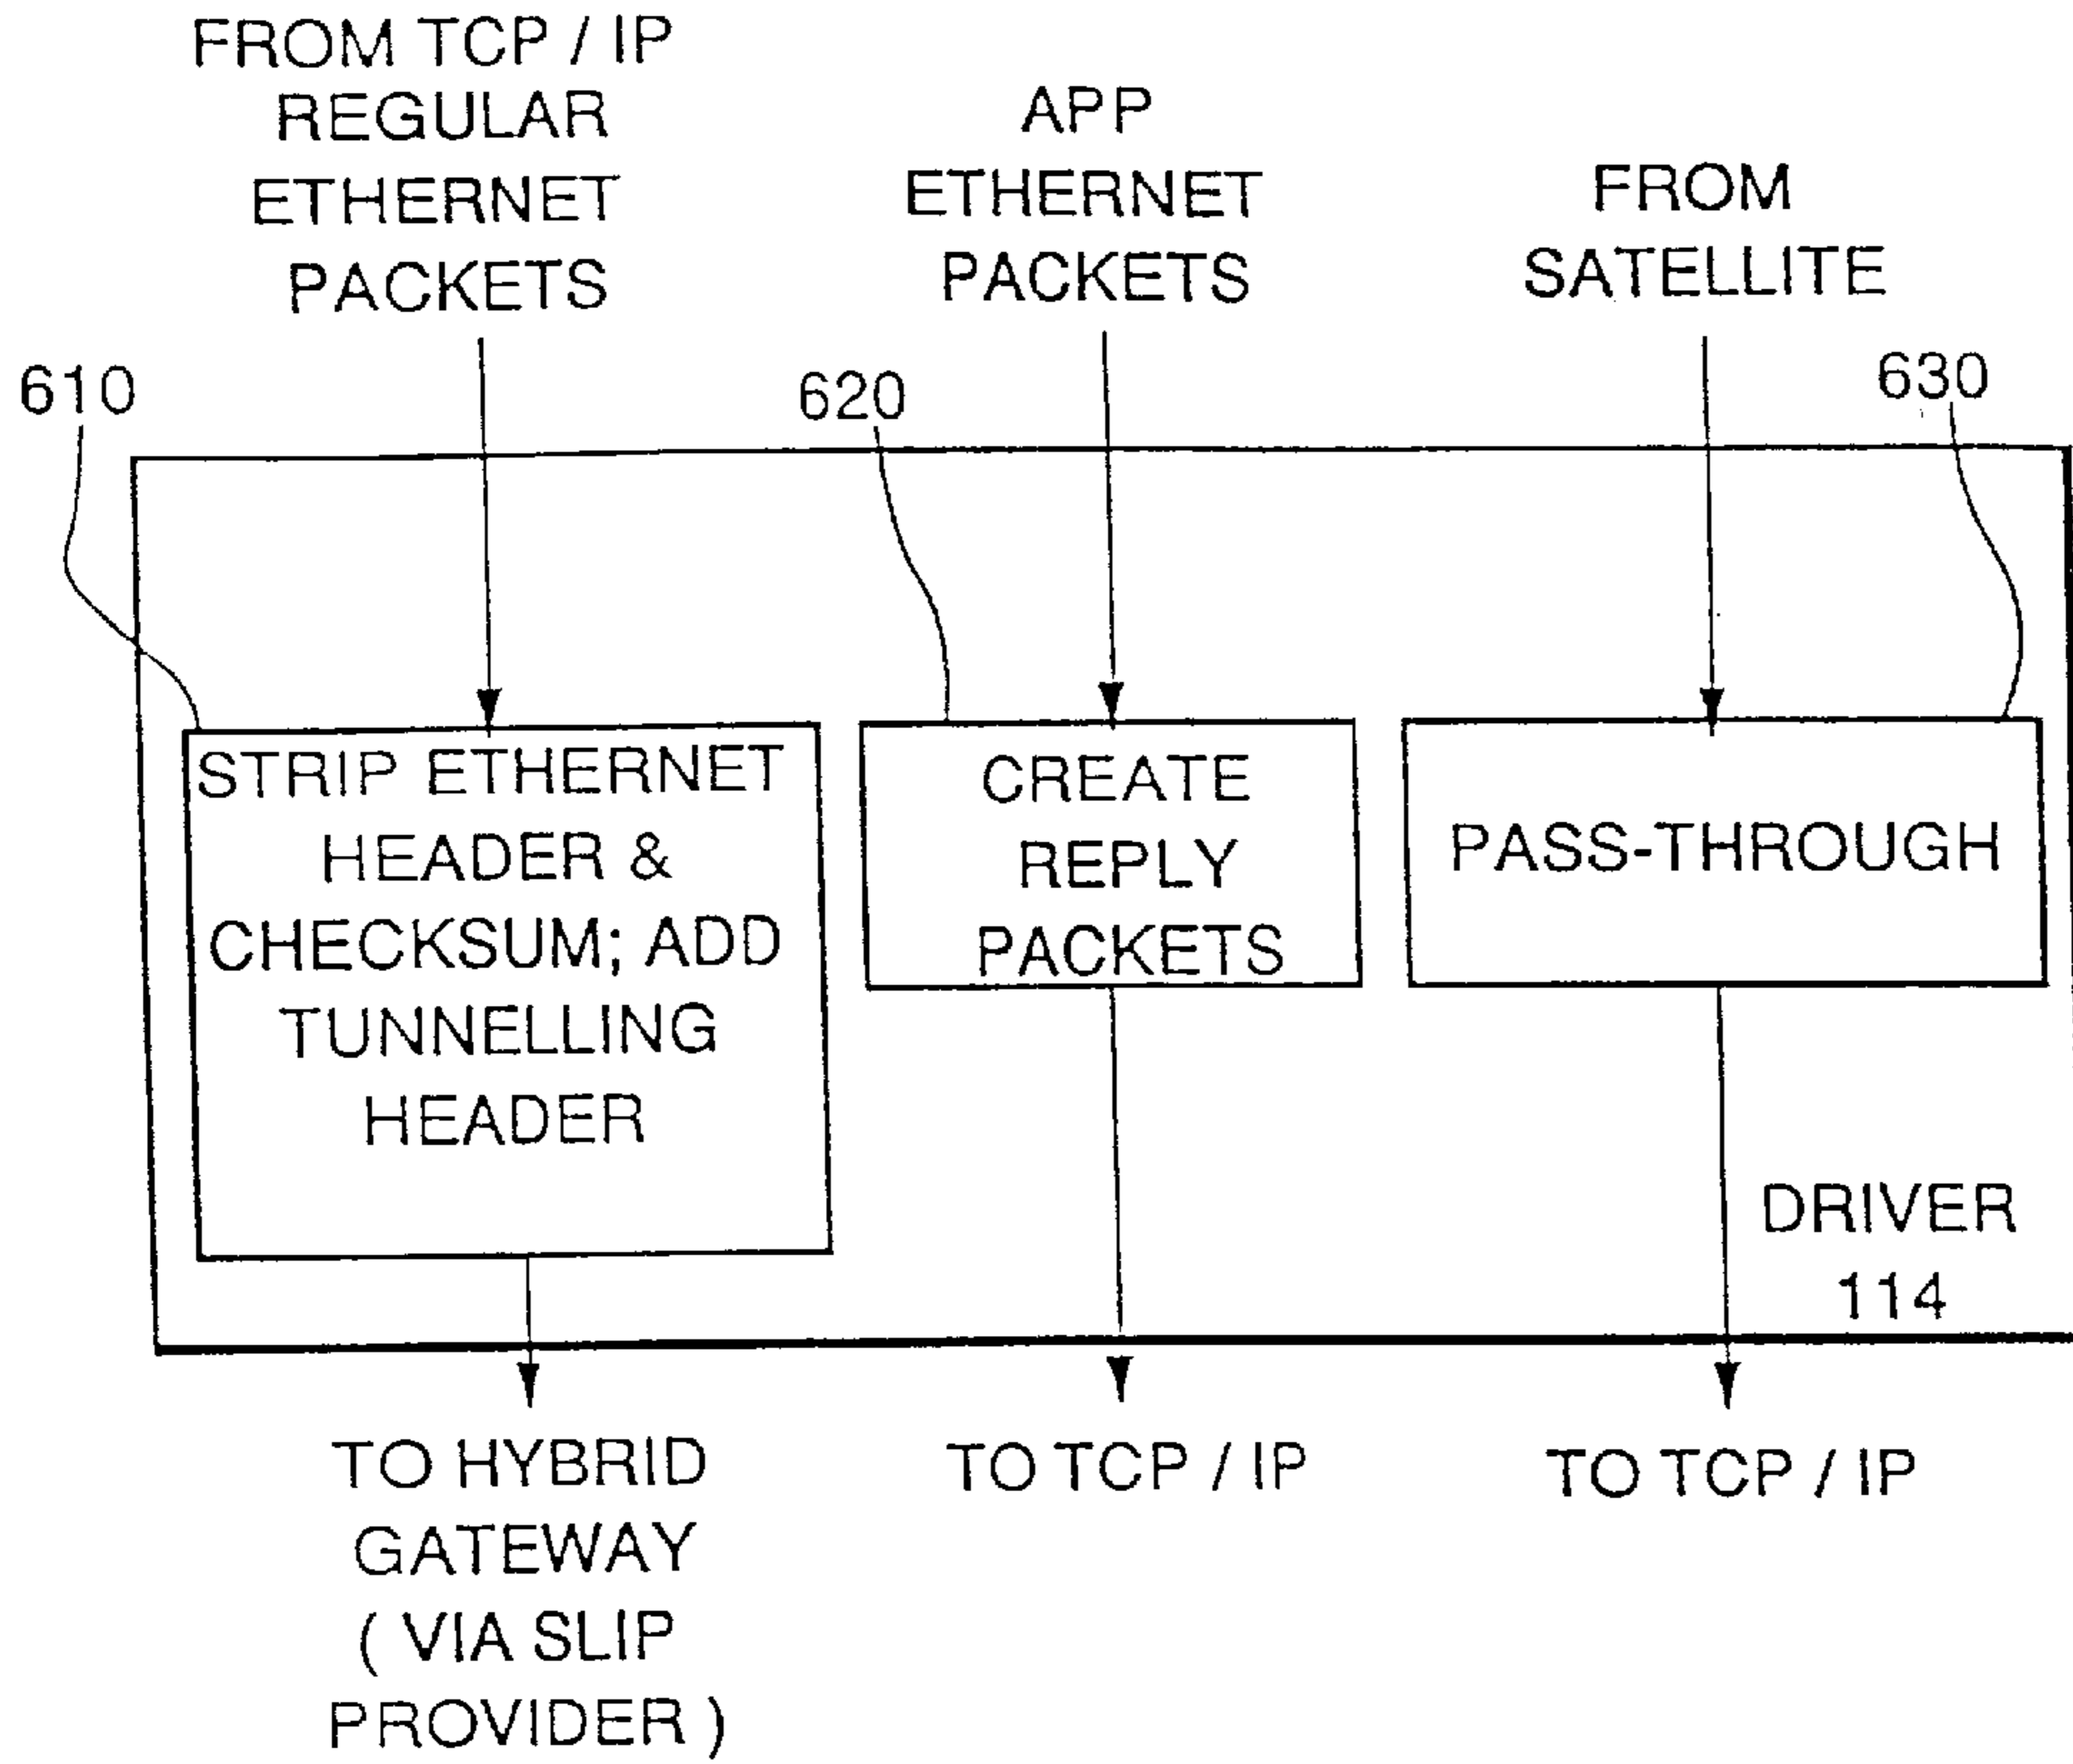 FROM TCP / IP
REGULAR
ETHERNET
PACKETS
APP
ETHERNET
PACKETS
FROM
SATELLITE
610
620
630
STRIP ETHERNET
HEADER &
CHECKSUM; ADD
TUNNELLING
HEADER
CREATE
REPLY
PACKETS
PASS-THROUGH
DRIVER
114
TO HYBRID
GATEWAY
( VIA SLIP
PROVIDER )
TO TCP / IP
TO TCP / IP